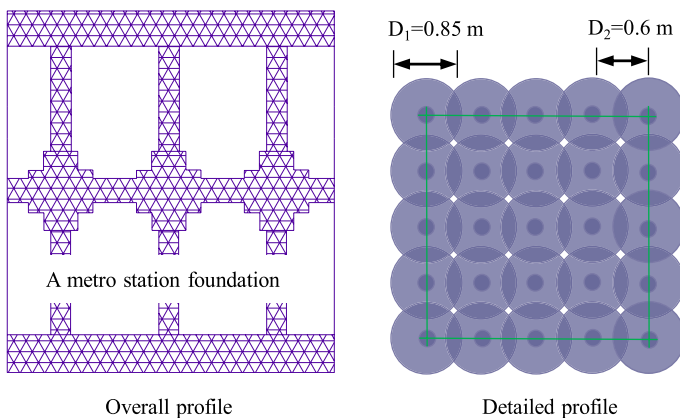 D₁=0.85 m
D₂=0.6 m
A metro station foundation
Overall profile
Detailed profile